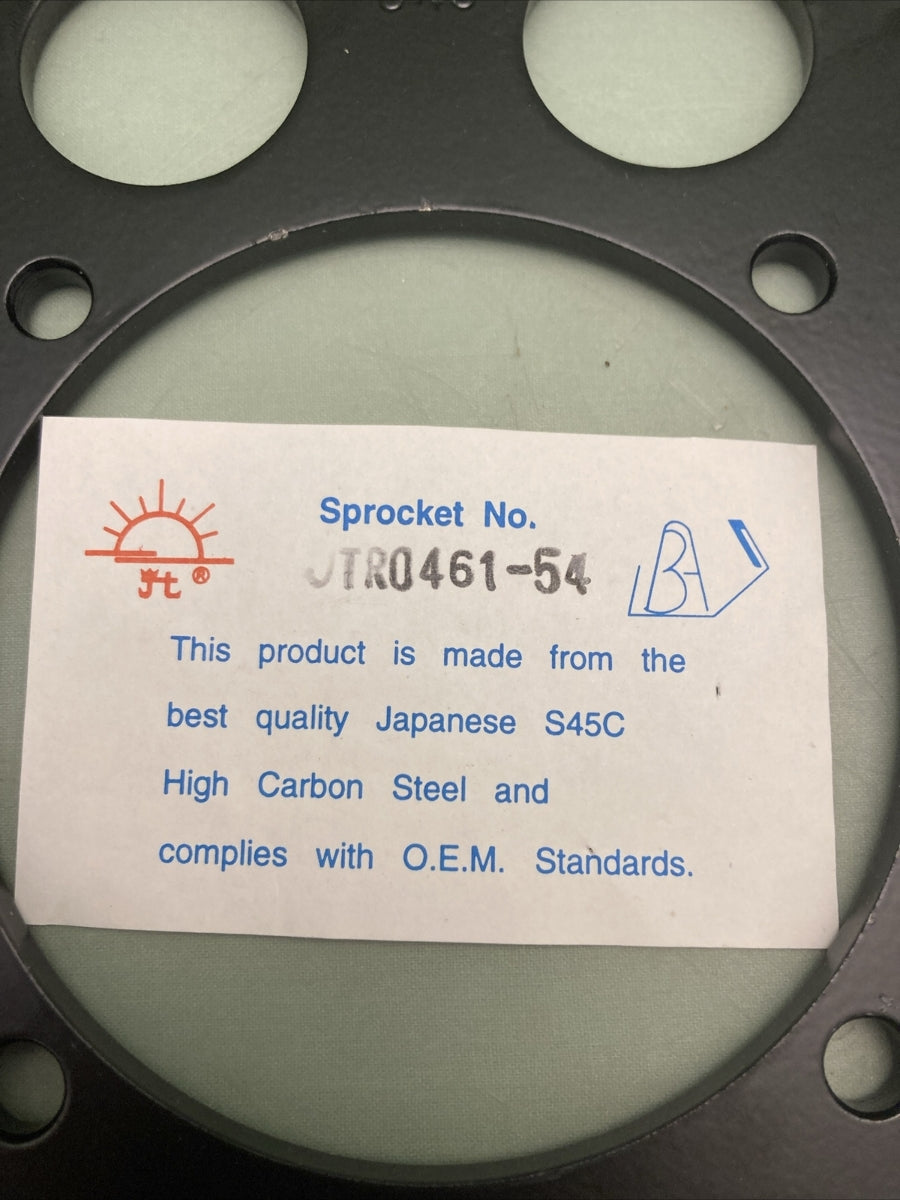 Sprocket No.
JTR0461-54
Jt ®
BA
This product is made from the
best quality Japanese S45C
High Carbon Steel and
complies with O.E.M. Standards.